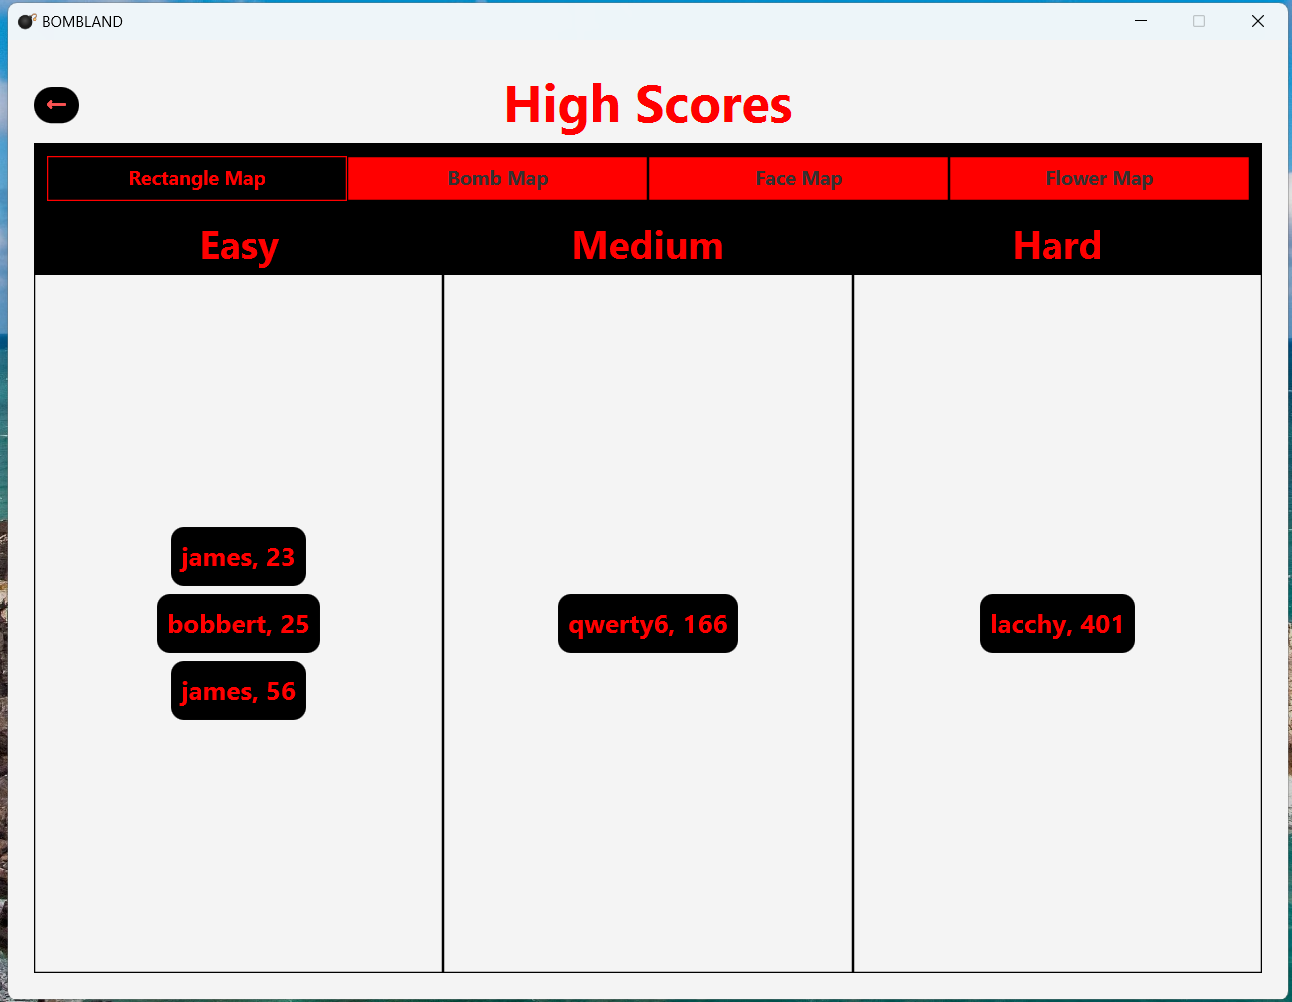 BOMBLAND
High Scores
Rectangle Map Bomb Map Face Map Flower Map
Easy Medium Hard
james, 23
bobbert, 25 qwerty6, 166 lacchy, 401
james, 56